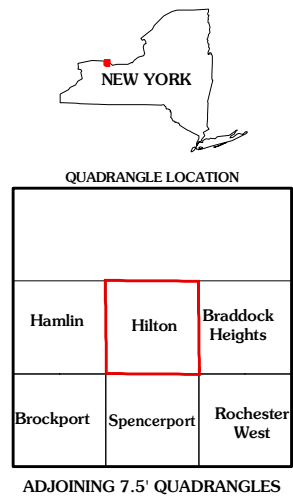 NEW YORK
QUADRANGLE LOCATION
Hamlin
Hilton
Braddock
Heights
Brockport
Spencerport
Rochester
West
ADJOINING 7.5' QUADRANGLES